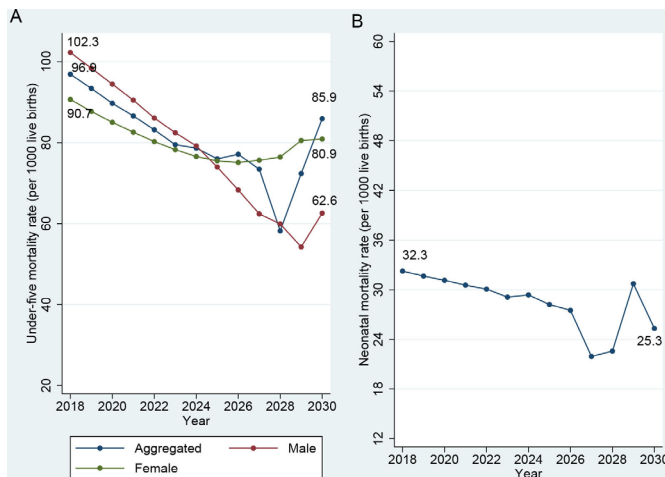 A
Under-five mortality rate (per 1000 live births)
100
80
60
40
20
102.3
96.9
90.7
85.9
80.9
62.6
2018 2020 2022 2024 2026 2028 2030
Year
Aggregated Male
Female
B
Neonatal mortality rate (per 1000 live births)
60
54
48
42
36
30
24
18
12
32.3
25.3
2018 2020 2022 2024 2026 2028 2030
Year